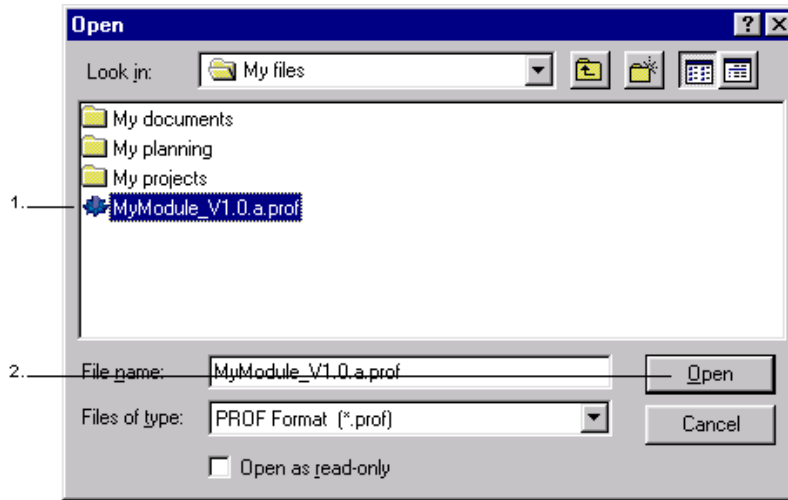 Open
Look in: My files
My documents
My planning
My projects
1. MyModule_V1.0.a.prof
2. File name: MyModule_V1.0.a.prof Open
Files of type: PROF Format (*.prof) Cancel
Open as read-only